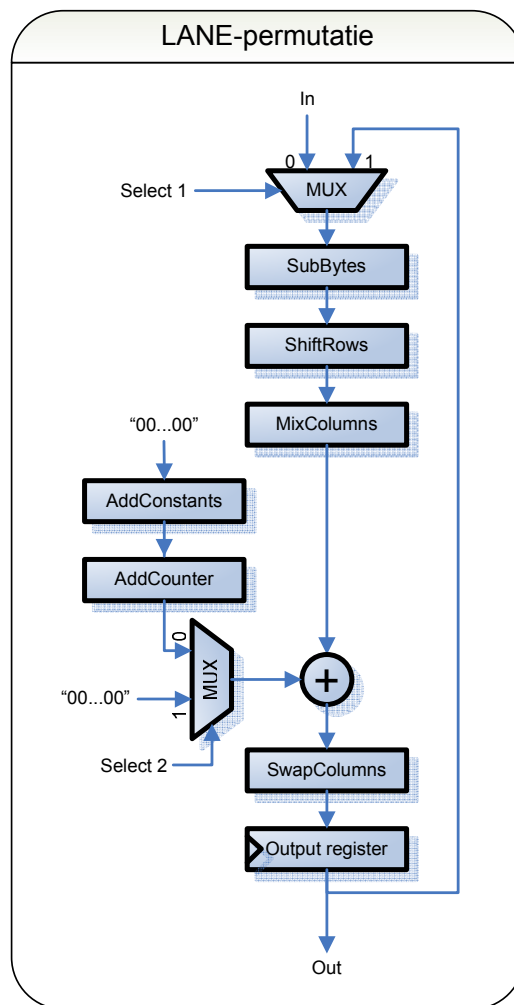 LANE-permutatie
In
0
1
MUX
Select 1
SubBytes
ShiftRows
MixColumns
“00...00”
AddConstants
AddCounter
0
MUX
“00...00”
1
+
Select 2
SwapColumns
Output register
Out